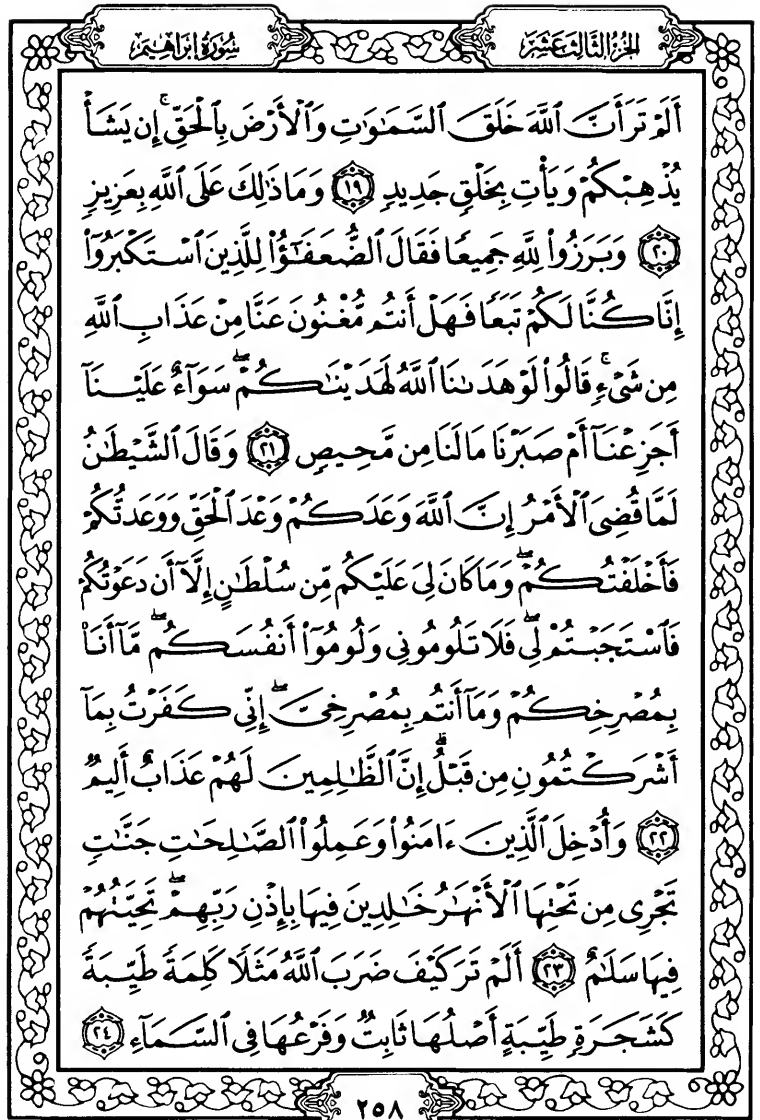 الجزء الثالث عشر
سورة إبراهيم
أَلَمْ تَرَ أَنَّ ٱللَّهَ خَلَقَ ٱلسَّمَٰوَٰتِ وَٱلْأَرْضَ بِٱلْحَقِّ ۚ إِن يَشَأْ
يُذْهِبْكُمْ وَيَأْتِ بِخَلْقٍ جَدِيدٍ ١٩ وَمَا ذَٰلِكَ عَلَى ٱللَّهِ بِعَزِيزٍ
٢٠ وَبَرَزُوا۟ لِلَّهِ جَمِيعًا فَقَالَ ٱلضُّعَفَٰٓؤُا۟ لِلَّذِينَ ٱسْتَكْبَرُوٓا۟
إِنَّا كُنَّا لَكُمْ تَبَعًا فَهَلْ أَنتُم مُّغْنُونَ عَنَّا مِنْ عَذَابِ ٱللَّهِ
مِن شَىْءٍ ۚ قَالُوا۟ لَوْ هَدَىٰنَا ٱللَّهُ لَهَدَيْنَٰكُمْ ۖ سَوَآءٌ عَلَيْنَآ
أَجَزِعْنَآ أَمْ صَبَرْنَا مَا لَنَا مِن مَّحِيصٍ ٢١ وَقَالَ ٱلشَّيْطَٰنُ
لَمَّا قُضِىَ ٱلْأَمْرُ إِنَّ ٱللَّهَ وَعَدَكُمْ وَعْدَ ٱلْحَقِّ وَوَعَدتُّكُمْ
فَأَخْلَفْتُكُمْ ۖ وَمَا كَانَ لِىَ عَلَيْكُم مِّن سُلْطَٰنٍ إِلَّآ أَن دَعَوْتُكُمْ
فَٱسْتَجَبْتُمْ لِى ۖ فَلَا تَلُومُونِى وَلُومُوٓا۟ أَنفُسَكُم ۖ مَّآ أَنَا۠
بِمُصْرِخِكُمْ وَمَآ أَنتُم بِمُصْرِخِىَّ ۖ إِنِّى كَفَرْتُ بِمَآ
أَشْرَكْتُمُونِ مِن قَبْلُ ۗ إِنَّ ٱلظَّٰلِمِينَ لَهُمْ عَذَابٌ أَلِيمٌ
٢٢ وَأُدْخِلَ ٱلَّذِينَ ءَامَنُوا۟ وَعَمِلُوا۟ ٱلصَّٰلِحَٰتِ جَنَّٰتٍ
تَجْرِى مِن تَحْتِهَا ٱلْأَنْهَٰرُ خَٰلِدِينَ فِيهَا بِإِذْنِ رَبِّهِمْ ۖ تَحِيَّتُهُمْ
فِيهَا سَلَٰمٌ ٢٣ أَلَمْ تَرَ كَيْفَ ضَرَبَ ٱللَّهُ مَثَلًا كَلِمَةً طَيِّبَةً
كَشَجَرَةٍ طَيِّبَةٍ أَصْلُهَا ثَابِتٌ وَفَرْعُهَا فِى ٱلسَّمَآءِ ٢٤
٢٥٨